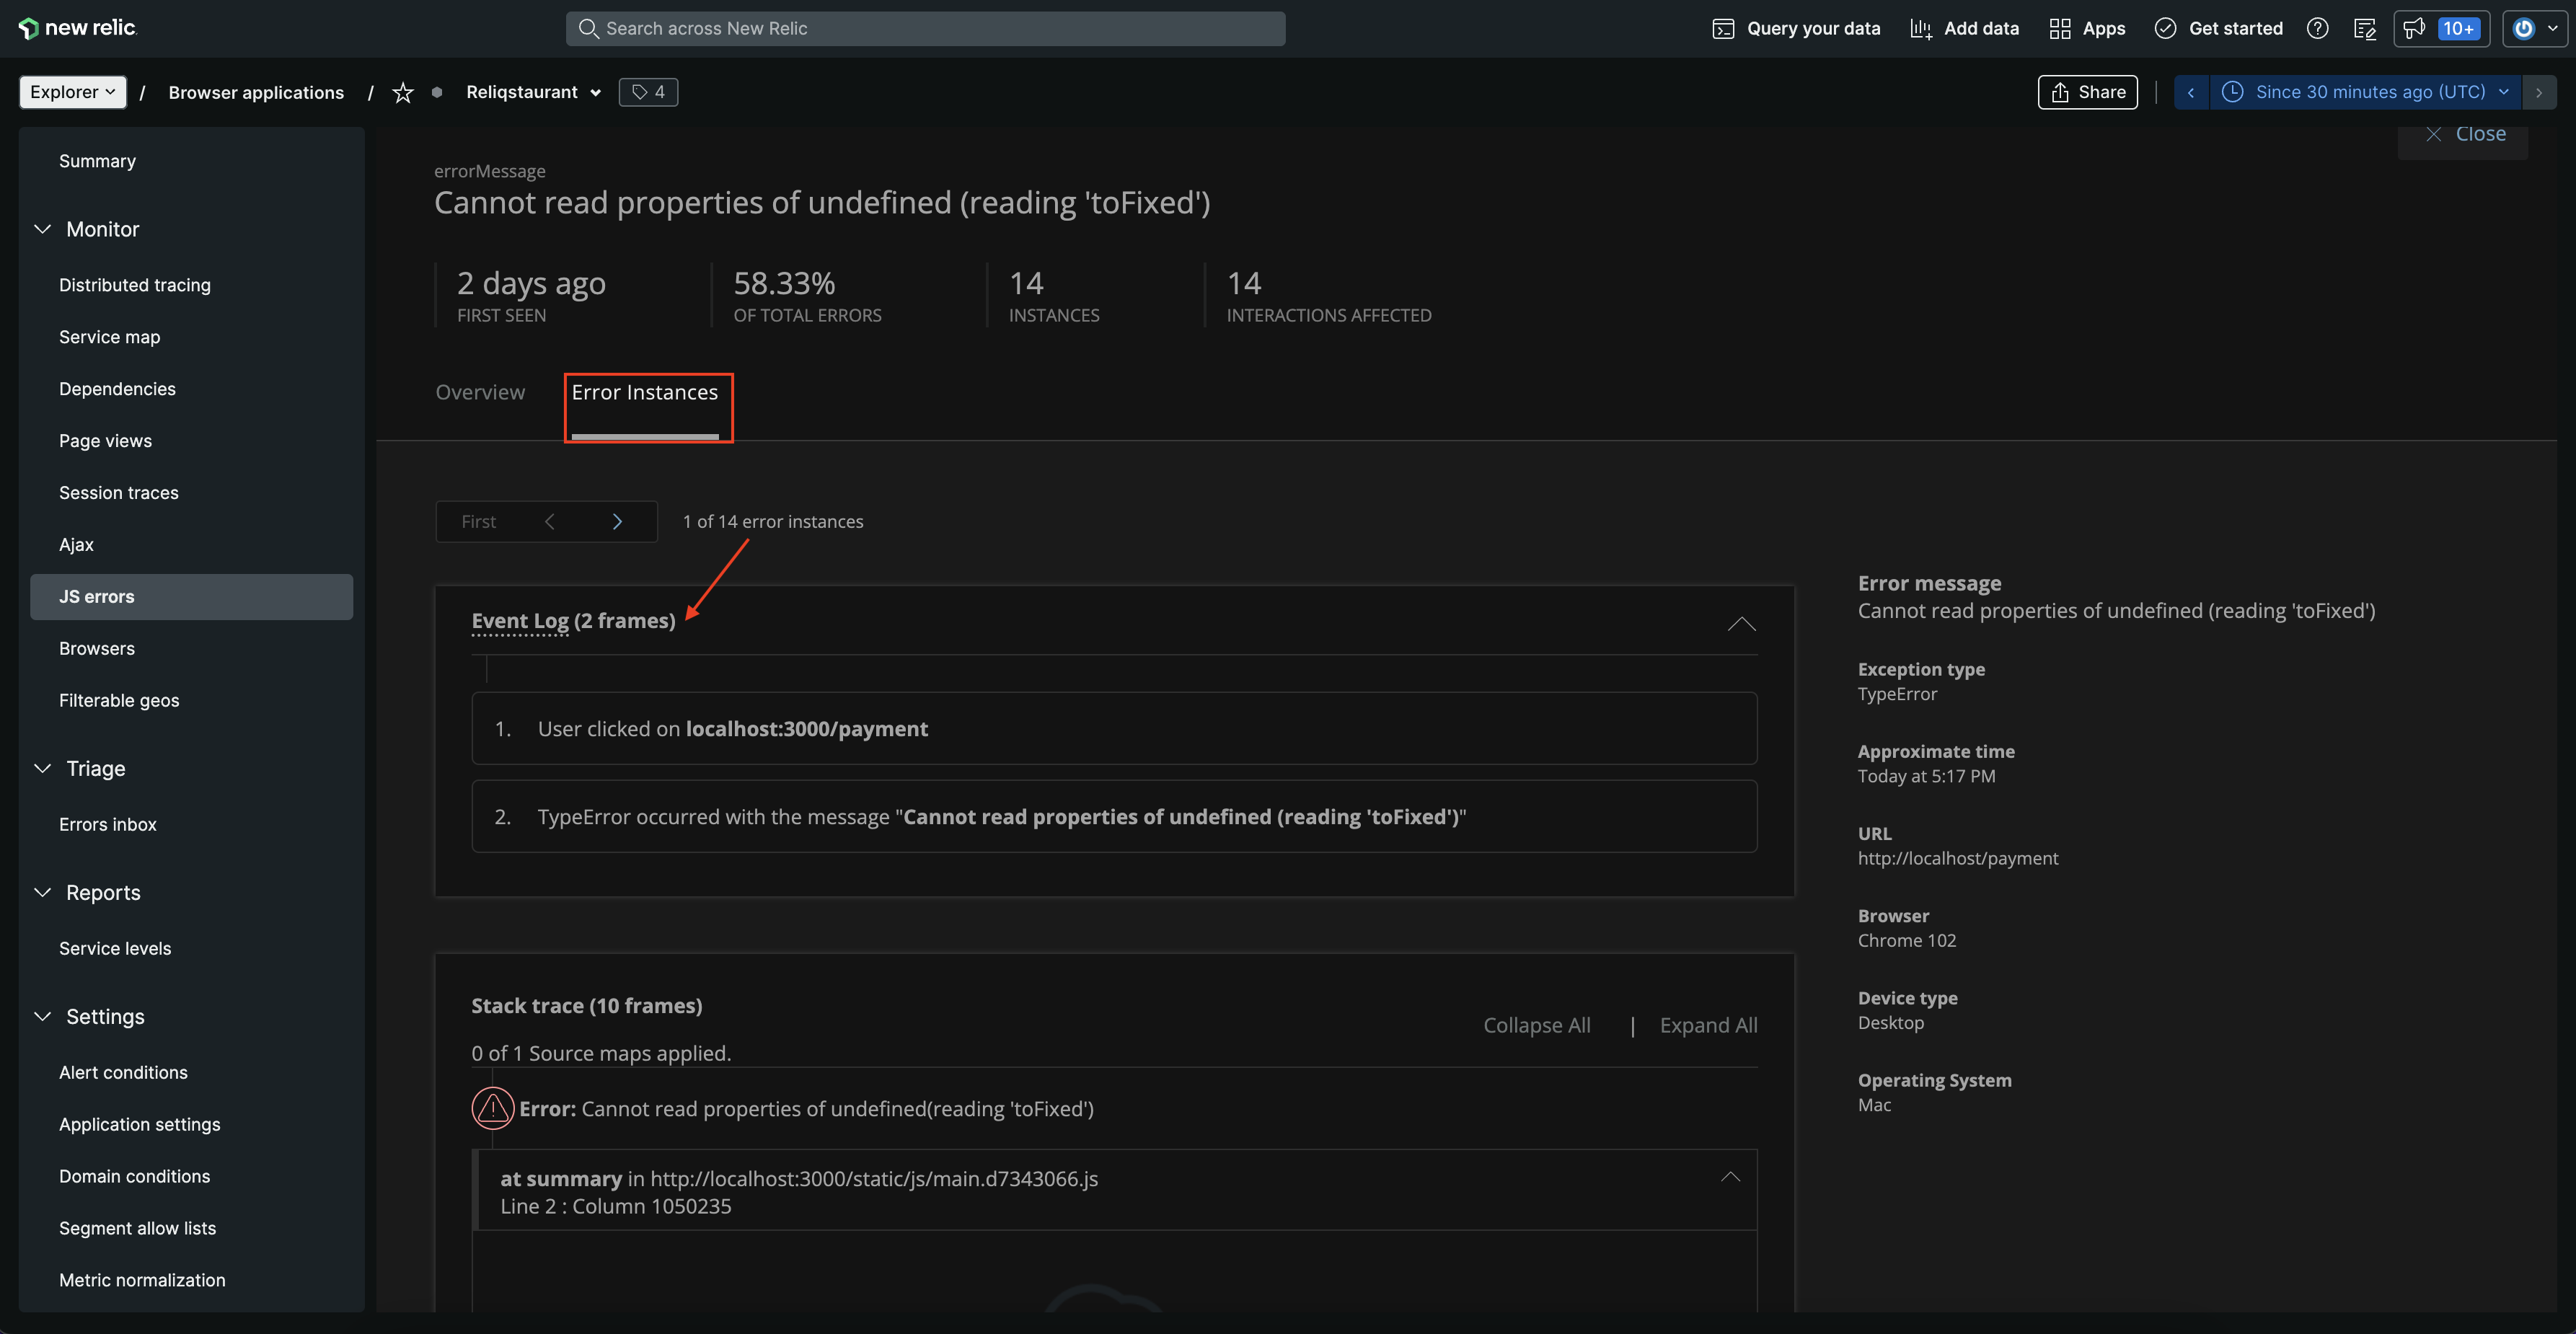 new relic.
Search across New Relic
Query your data
Add data
Apps
Get started
10+
Explorer
/
Browser applications
/
Reliqstaurant
4
Share
Since 30 minutes ago (UTC)
Summary
Monitor
Distributed tracing
Service map
Dependencies
Page views
Session traces
Ajax
JS errors
Browsers
Filterable geos
Triage
Errors inbox
Reports
Service levels
Settings
Alert conditions
Application settings
Domain conditions
Segment allow lists
Metric normalization
Close
errorMessage
Cannot read properties of undefined (reading 'toFixed')
2 days ago
FIRST SEEN
58.33%
OF TOTAL ERRORS
14
INSTANCES
14
INTERACTIONS AFFECTED
Overview
Error Instances
First
1 of 14 error instances
Event Log (2 frames)
1. User clicked on localhost:3000/payment
2. TypeError occurred with the message "Cannot read properties of undefined (reading 'toFixed')"
Stack trace (10 frames)
Collapse All | Expand All
0 of 1 Source maps applied.
Error: Cannot read properties of undefined(reading 'toFixed')
at summary in http://localhost:3000/static/js/main.d7343066.js
Line 2 : Column 1050235
Error message
Cannot read properties of undefined (reading 'toFixed')
Exception type
TypeError
Approximate time
Today at 5:17 PM
URL
http://localhost/payment
Browser
Chrome 102
Device type
Desktop
Operating System
Mac